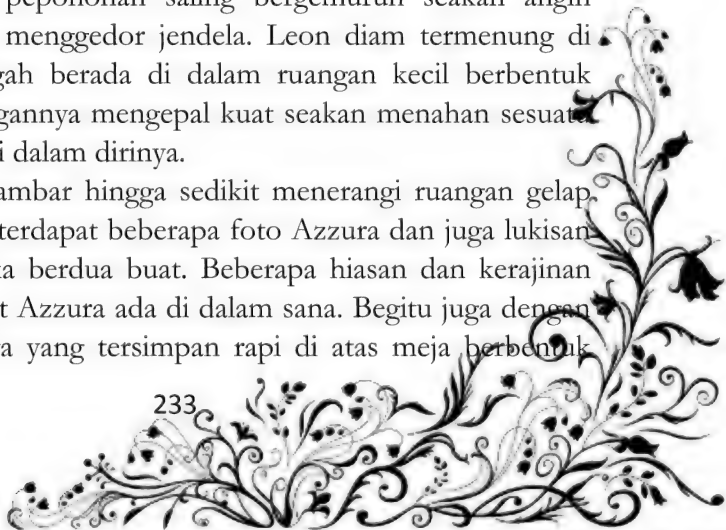 pepohonan saling bergemuruh seakan angin
menggedor jendela. Leon diam termenung di
gah berada di dalam ruangan kecil berbentuk
gannya mengepal kuat seakan menahan sesuatu
i dalam dirinya.
ambar hingga sedikit menerangi ruangan gelap
terdapat beberapa foto Azzura dan juga lukisan
a berdua buat. Beberapa hiasan dan kerajinan
t Azzura ada di dalam sana. Begitu juga dengan
a yang tersimpan rapi di atas meja berbentuk
233